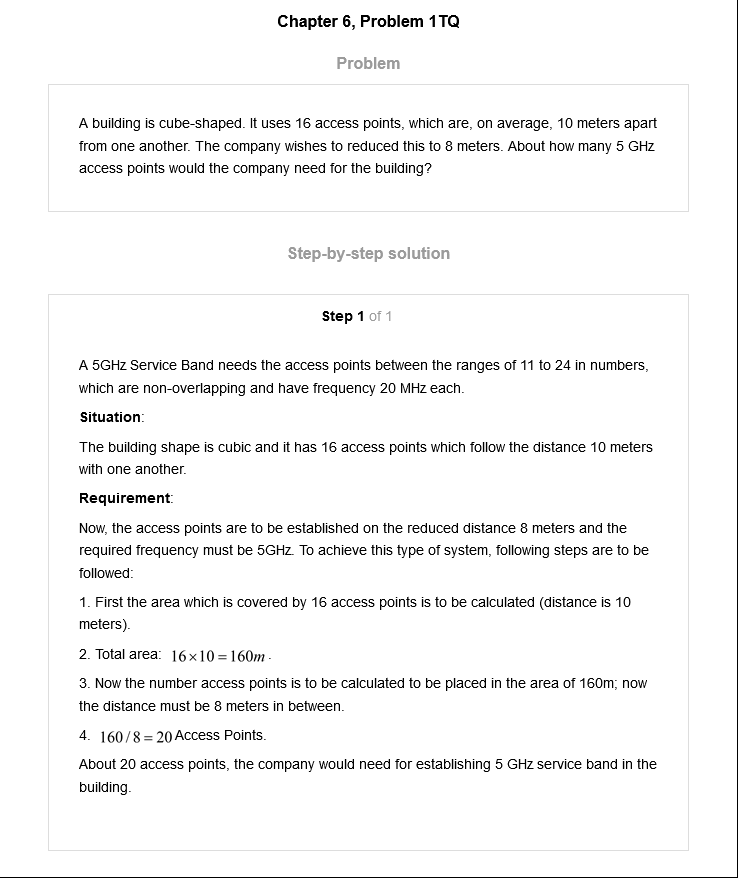 Chapter 6, Problem 1TQ
Problem
A building is cube-shaped. It uses 16 access points, which are, on average, 10 meters apart
from one another. The company wishes to reduced this to 8 meters. About how many 5 GHz
access points would the company need for the building?
Step-by-step solution
Step 1 of 1
A 5GHz Service Band needs the access points between the ranges of 11 to 24 in numbers,
which are non-overlapping and have frequency 20 MHz each.
Situation:
The building shape is cubic and it has 16 access points which follow the distance 10 meters
with one another.
Requirement:
Now, the access points are to be established on the reduced distance 8 meters and the
required frequency must be 5GHz. To achieve this type of system, following steps are to be
followed:
1. First the area which is covered by 16 access points is to be calculated (distance is 10
meters).
2. Total area: 16×10=160m.
3. Now the number access points is to be calculated to be placed in the area of 160m; now
the distance must be 8 meters in between.
4. 160/8=20 Access Points.
About 20 access points, the company would need for establishing 5 GHz service band in the
building.